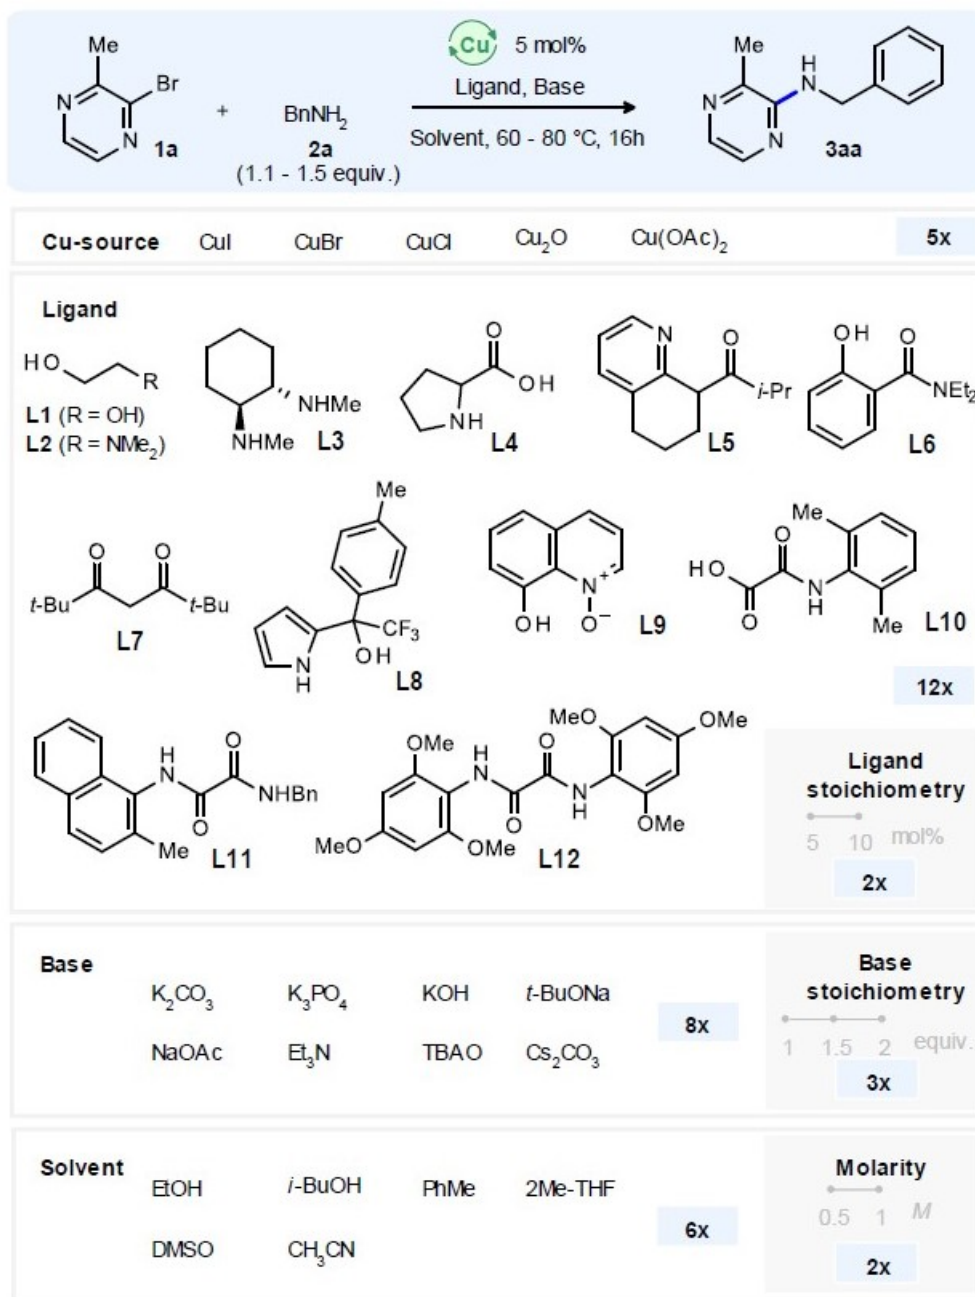 Me
Br
N
N
1a
+
BnNH2
2a
(1.1 - 1.5 equiv.)
Cu 5 mol%
Ligand, Base
Solvent, 60 - 80 °C, 16h
Me
H
N
N
N
3aa
Cu-source CuI CuBr CuCl Cu2O Cu(OAc)2 5x
Ligand
HO
R
L1 (R = OH)
L2 (R = NMe2)
NHMe
NHMe
L3
O
OH
NH
L4
N
O
i-Pr
L5
OH
O
NEt2
L6
O O
t-Bu t-Bu
L7
Me
CF3
OH
N
H
L8
N+
OH O−
L9
Me
O
HO
N
H
O
Me
L10
12x
H
N
O
O
NHBn
Me
L11
OMe
H
N
O
MeO
OMe
O
N
H
MeO
OMe
OMe
L12
Ligand
stoichiometry
5 10 mol%
2x
Base
K2CO3 K3PO4 KOH t-BuONa
NaOAc Et3N TBAO Cs2CO3
8x
Base
stoichiometry
1 1.5 2 equiv.
3x
Solvent
EtOH i-BuOH PhMe 2Me-THF
DMSO CH3CN
6x
Molarity
0.5 1 M
2x